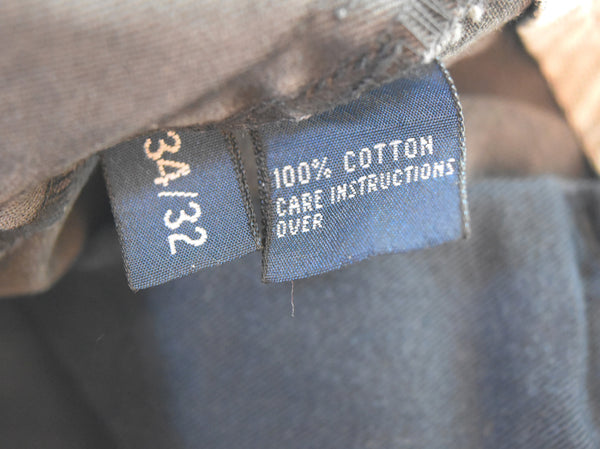 34/32
100% COTTON
CARE INSTRUCTIONS
OVER